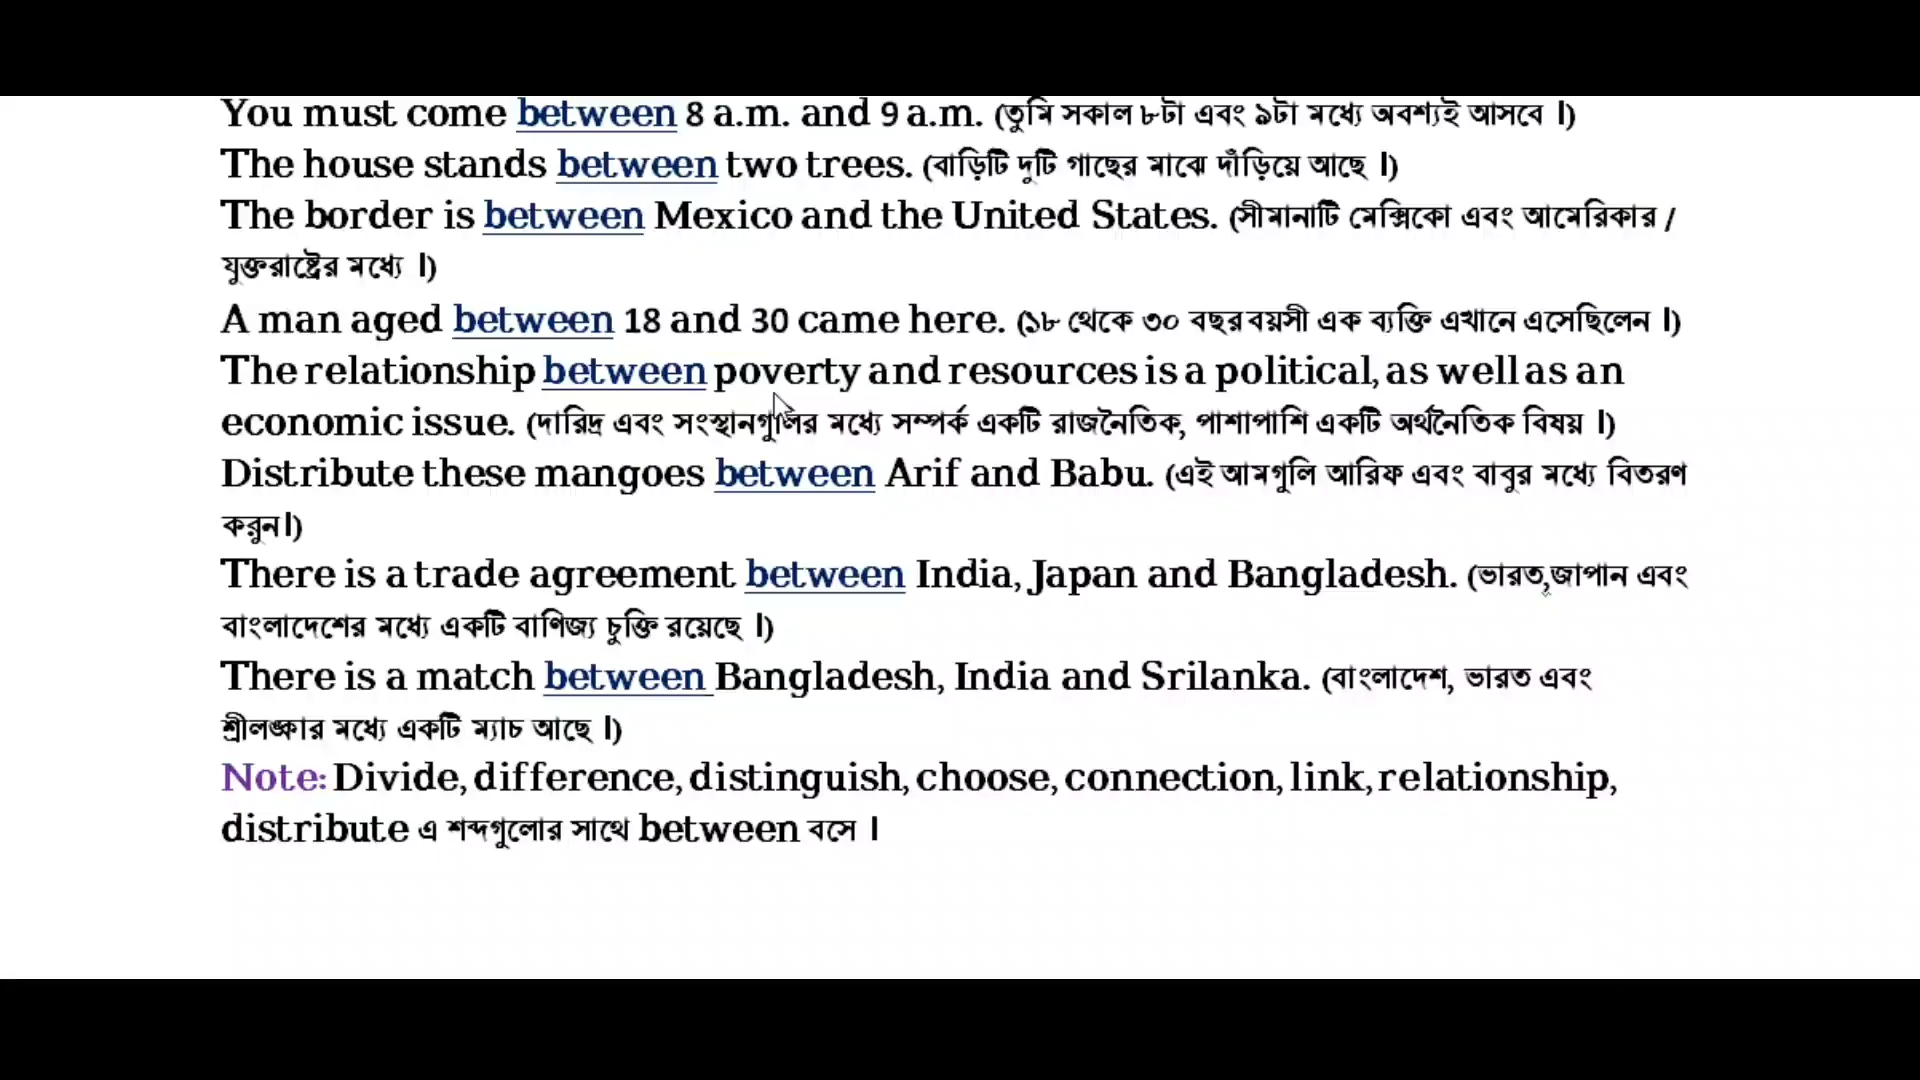 You must come between 8 a.m. and 9 a.m. (তুমি সকাল ৮টা এবং ৯টা মধ্যে অবশ্যই আসবে ।)
The house stands between two trees. (বাড়িটি দুটি গাছের মাঝে দাঁড়িয়ে আছে ।)
The border is between Mexico and the United States. (সীমানাটি মেক্সিকো এবং আমেরিকার /
যুক্তরাষ্ট্রের মধ্যে ।)
A man aged between 18 and 30 came here. (১৮ থেকে ৩০ বছর বয়সী এক ব্যক্তি এখানে এসেছিলেন ।)
The relationship between poverty and resources is a political, as well as an
economic issue. (দারিদ্র এবং সংস্থানগুলির মধ্যে সম্পর্ক একটি রাজনৈতিক, পাশাপাশি একটি অর্থনৈতিক বিষয় ।)
Distribute these mangoes between Arif and Babu. (এই আমগুলি আরিফ এবং বাবুর মধ্যে বিতরণ
করুন।)
There is a trade agreement between India, Japan and Bangladesh. (ভারত,জাপান এবং
বাংলাদেশের মধ্যে একটি বাণিজ্য চুক্তি রয়েছে ।)
There is a match between Bangladesh, India and Srilanka. (বাংলাদেশ, ভারত এবং
শ্রীলঙ্কার মধ্যে একটি ম্যাচ আছে ।)
Note: Divide, difference, distinguish, choose, connection, link, relationship,
distribute এ শব্দগুলোর সাথে between বসে ।